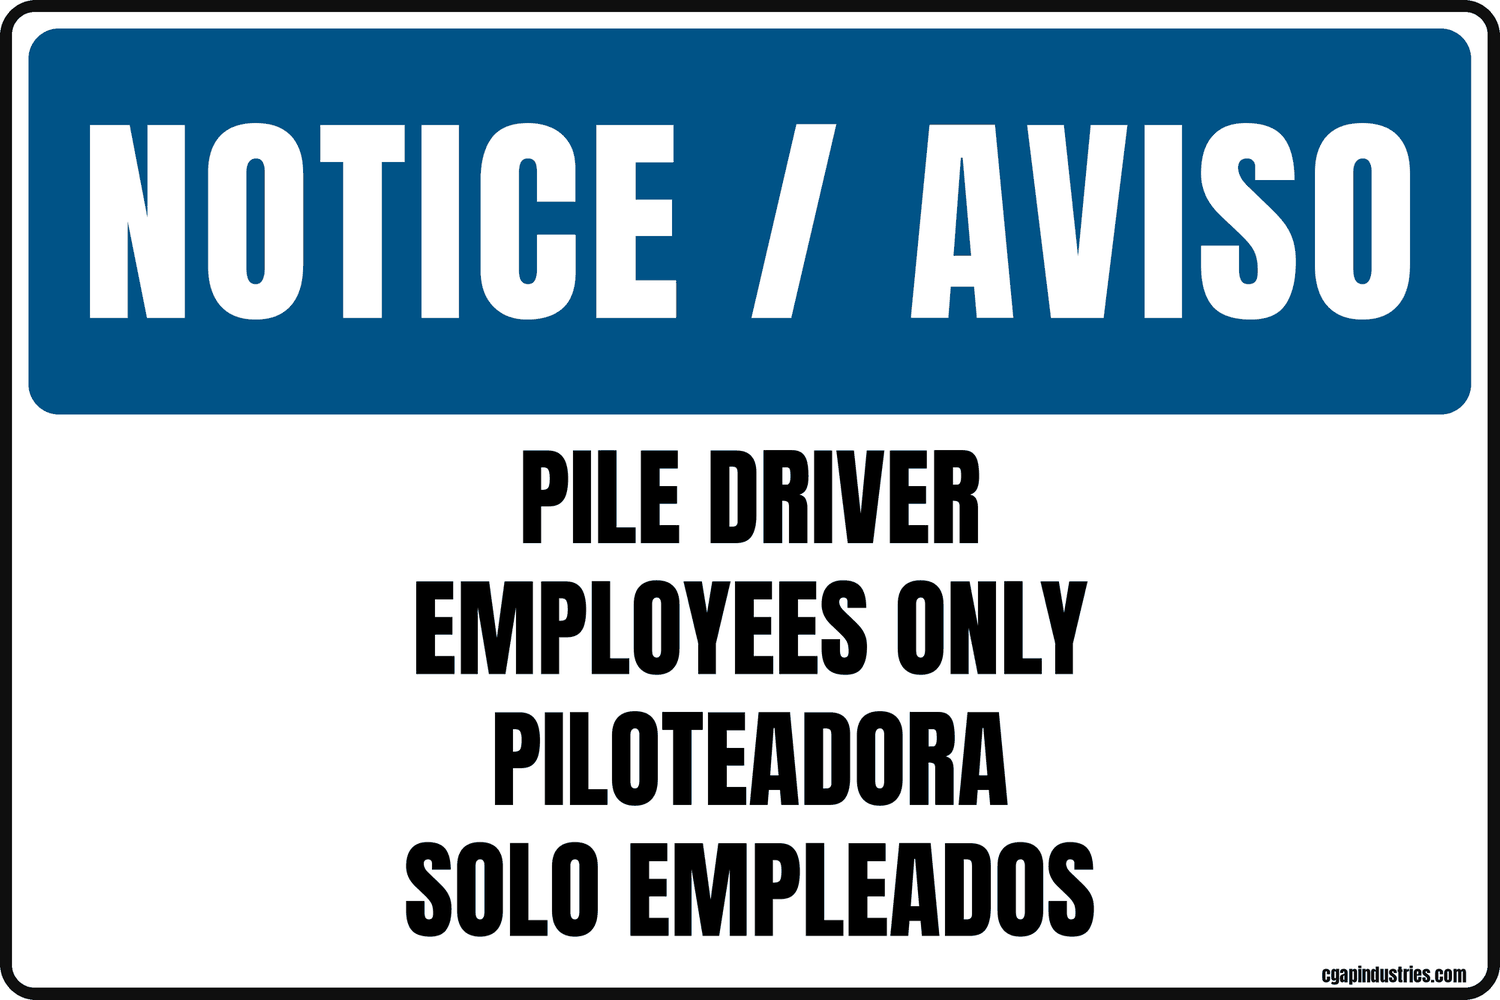 NOTICE / AVISO
PILE DRIVER
EMPLOYEES ONLY
PILOTEADORA
SOLO EMPLEADOS
cgapindustries.com